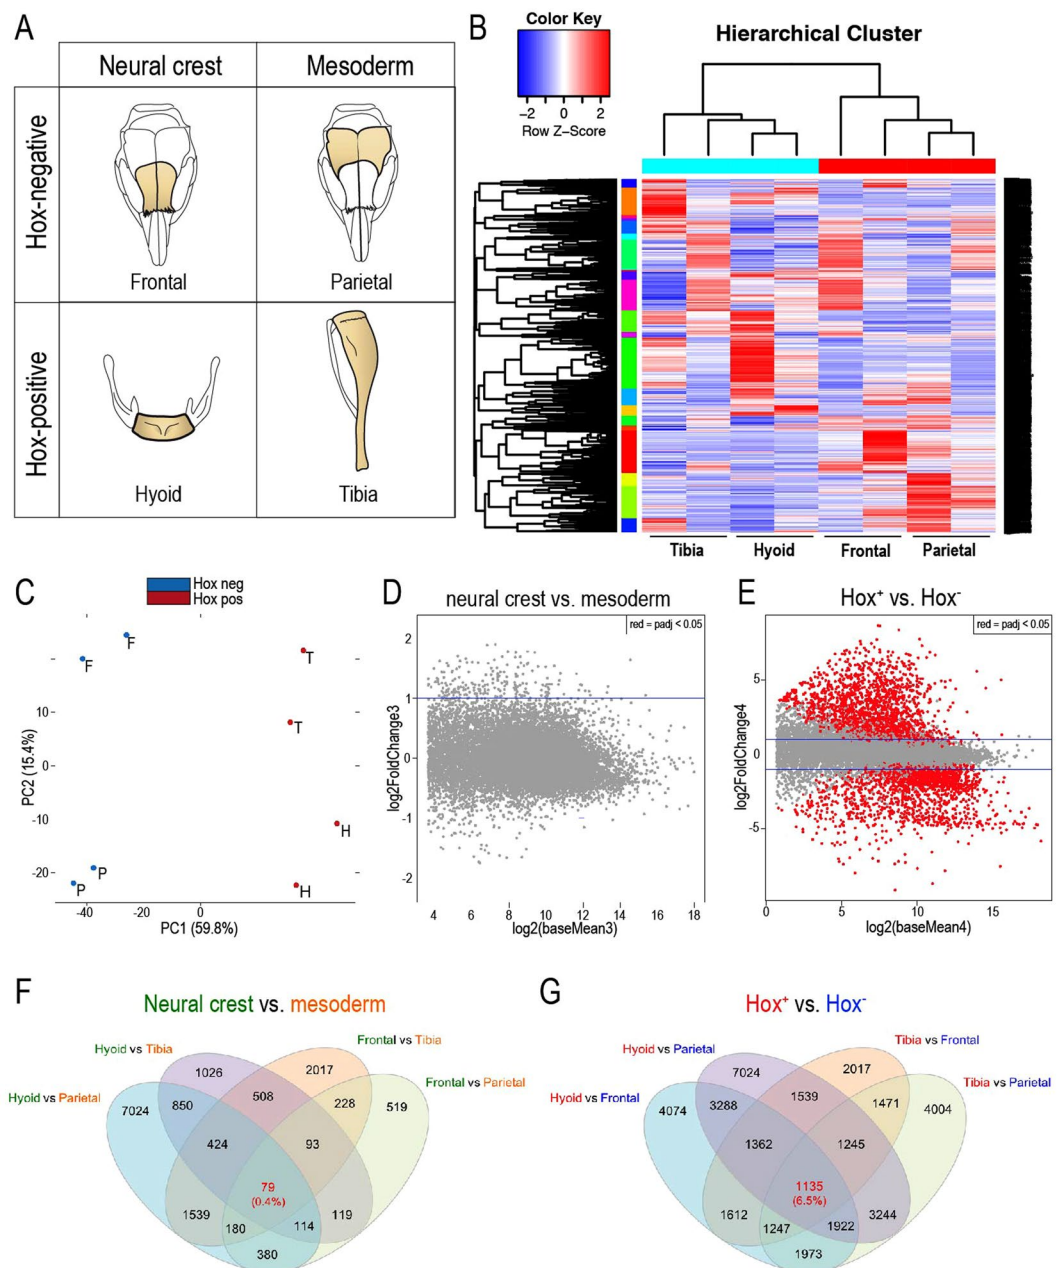 A
Neural crest
Mesoderm
Hox-negative
Frontal
Parietal
Hox-positive
Hyoid
Tibia
B
Color Key
−2 0 2
Row Z−Score
Hierarchical Cluster
Tibia
Hyoid
Frontal
Parietal
C
Hox neg
Hox pos
F
F
T
T
H
H
P
P
10
0
-10
-20
-40 -20 0
PC2 (15.4%)
PC1 (59.8%)
D
neural crest vs. mesoderm
red = padj < 0.05
2
1
0
-1
-2
log2FoldChange3
4 6 8 10 12 14 16 18
log2(baseMean3)
E
Hox+ vs. Hox-
red = padj < 0.05
5
0
-5
log2FoldChange4
0 5 10 15
log2(baseMean4)
F
Neural crest vs. mesoderm
Hyoid vs Tibia
Frontal vs Tibia
Hyoid vs Parietal
Frontal vs Parietal
1026
2017
7024
850
508
228
519
424
93
79
(0.4%)
1539
180
114
119
380
G
Hox+ vs. Hox-
Hyoid vs Parietal
Tibia vs Frontal
Hyoid vs Frontal
Tibia vs Parietal
7024
2017
4074
3288
1539
1471
4004
1362
1245
1135
(6.5%)
1612
1247
1922
3244
1973